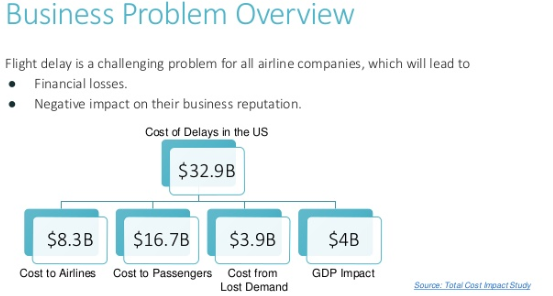 Business Problem Overview
Flight delay is a challenging problem for all airline companies, which will lead to
● Financial losses.
● Negative impact on their business reputation.
Cost of Delays in the US
$32.9B
$8.3B $16.7B $3.9B $4B
Cost to Airlines Cost to Passengers Cost from GDP Impact
Lost Demand
Source: Total Cost Impact Study